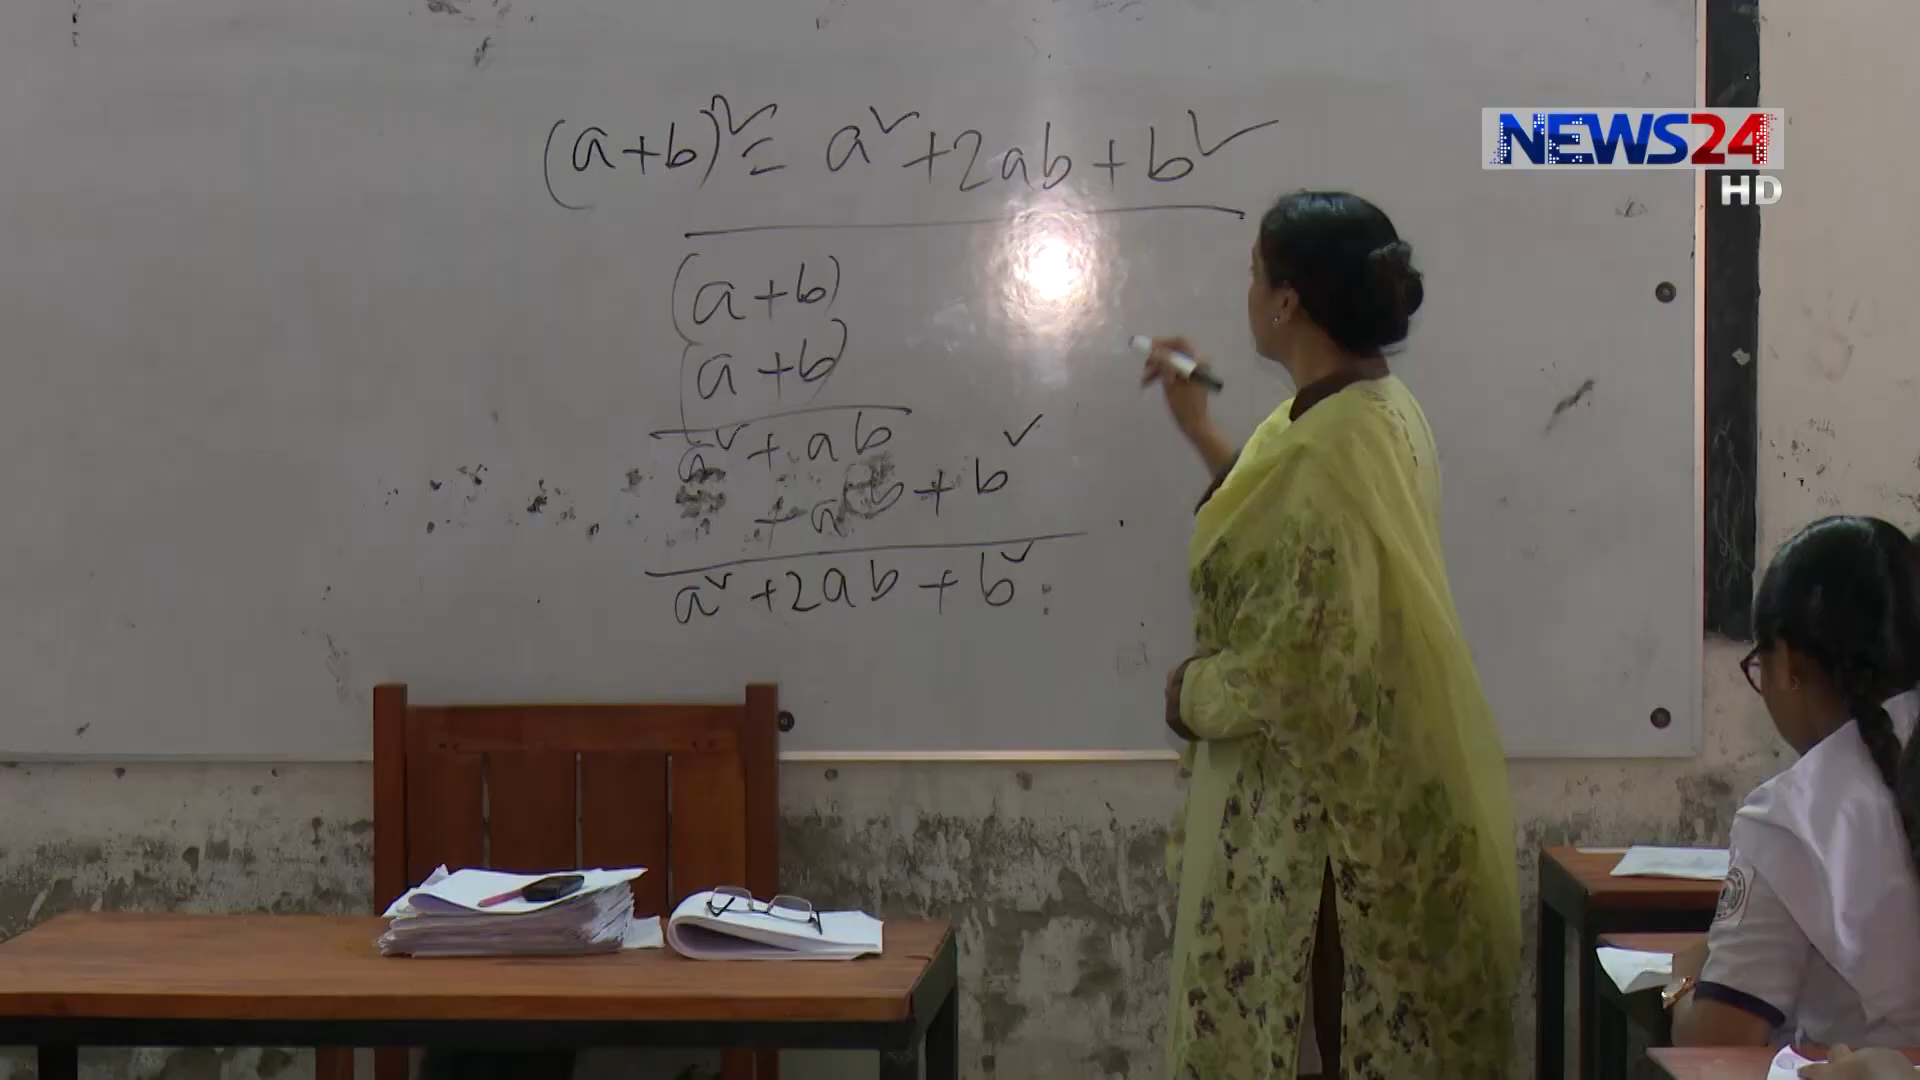 (a+b)² = a²+2ab+b²
(a+b)
(a+b)
a²+ab
+ab+b²
a²+2ab+b²
NEWS24
HD